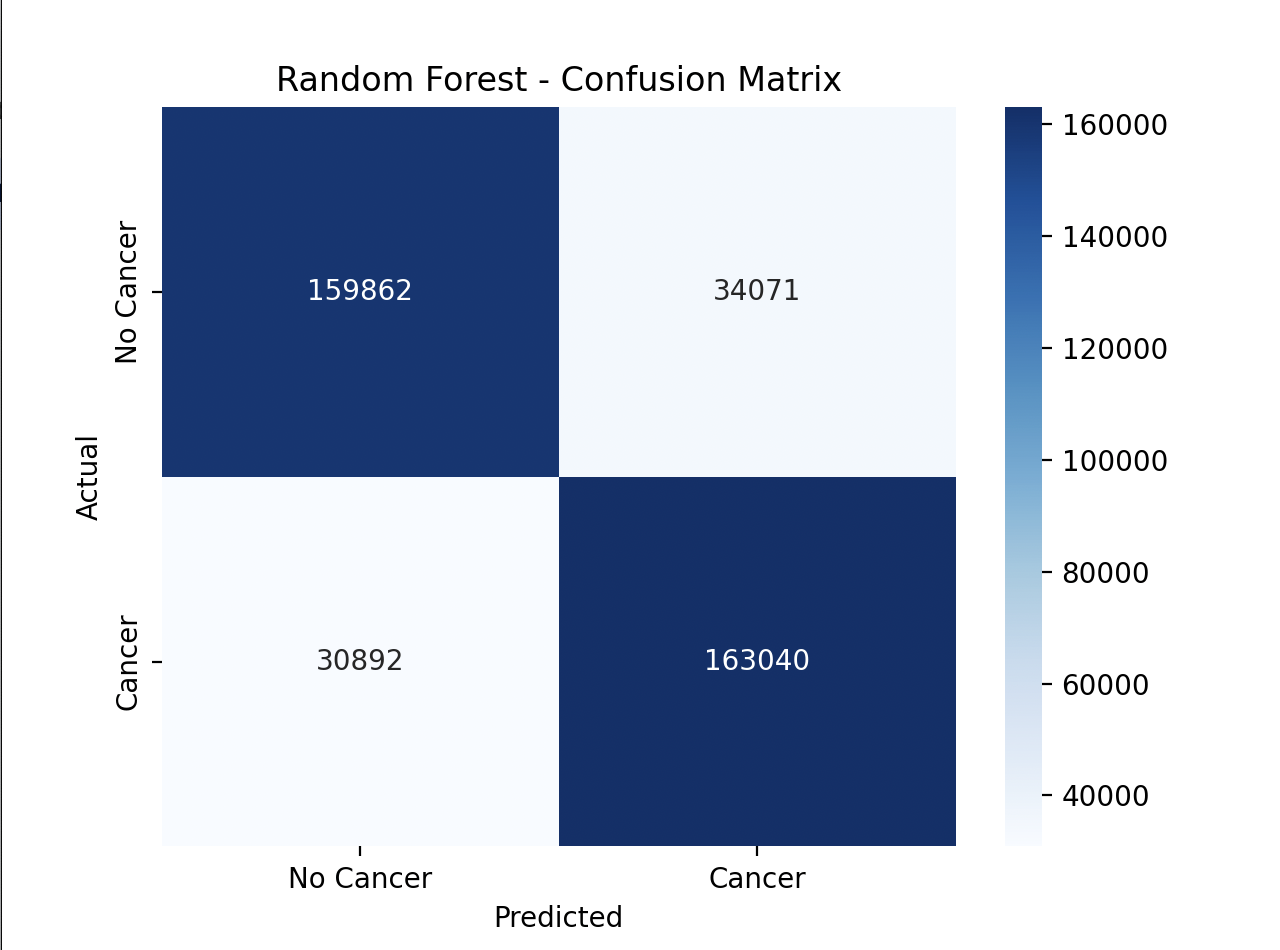 Random Forest - Confusion Matrix
160000
140000
120000
100000
80000
60000
40000
Actual
No Cancer
159862
34071
Cancer
30892
163040
No Cancer
Cancer
Predicted